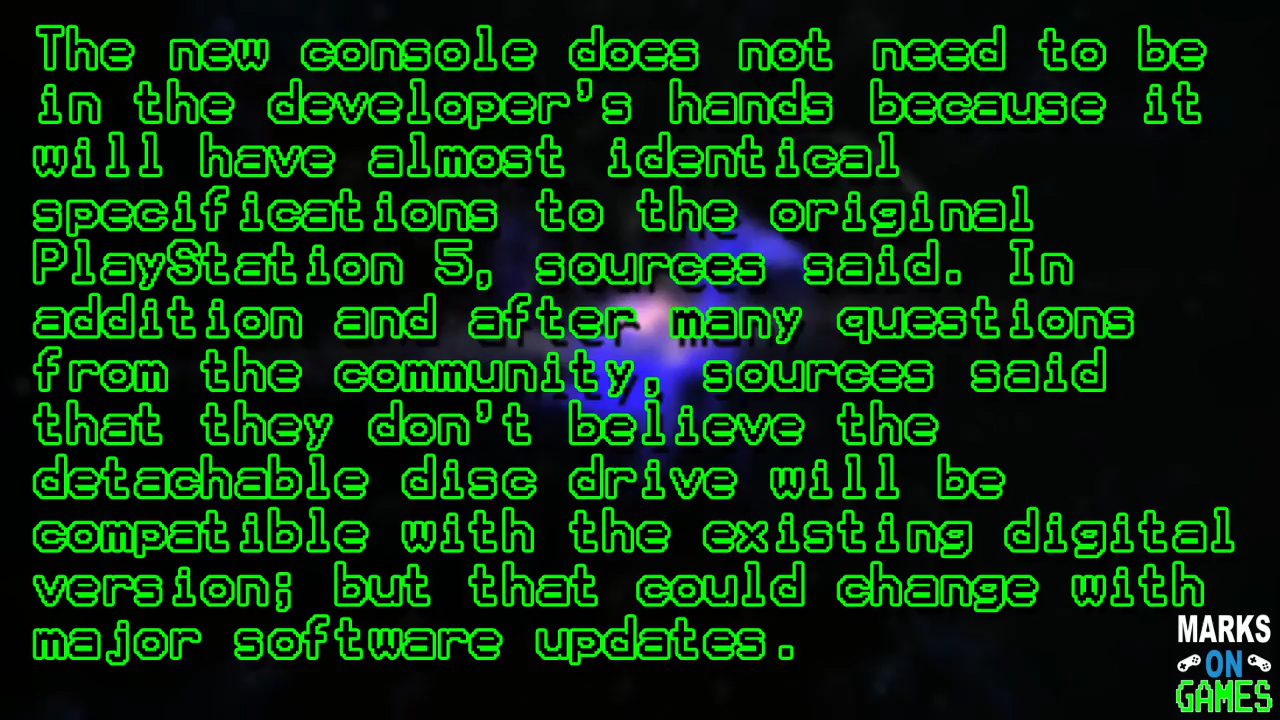 The new console does not need to be
in the developer's hands because it
will have almost identical
specifications to the original
PlayStation 5, sources said. In
addition and after many questions
from the community, sources said
that they don't believe the
detachable disc drive will be
compatible with the existing digital
version; but that could change with
major software updates.
MARKS
ON
GAMES